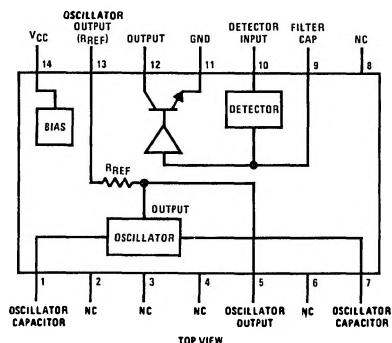 OSCILLATOR
OUTPUT
(RREF)
VCC
OUTPUT
GND
DETECTOR
INPUT
FILTER
CAP
NC
14
13
12
11
10
9
8
BIAS
DETECTOR
RREF
OUTPUT
OSCILLATOR
1
2
3
4
5
6
7
OSCILLATOR
CAPACITOR
NC
NC
NC
OSCILLATOR
OUTPUT
NC
OSCILLATOR
CAPACITOR
TOP VIEW